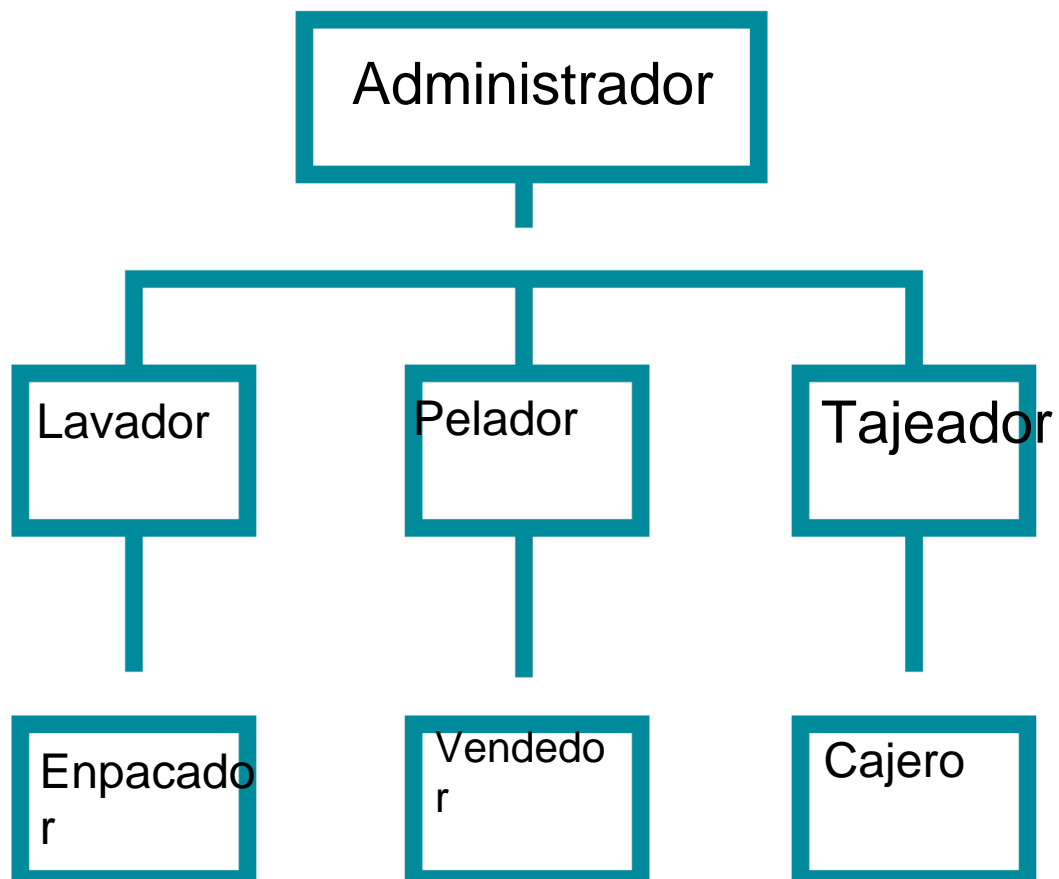 Administrador
Lavador
Pelador
Tajeador
Enpacado
r
Vendedo
r
Cajero